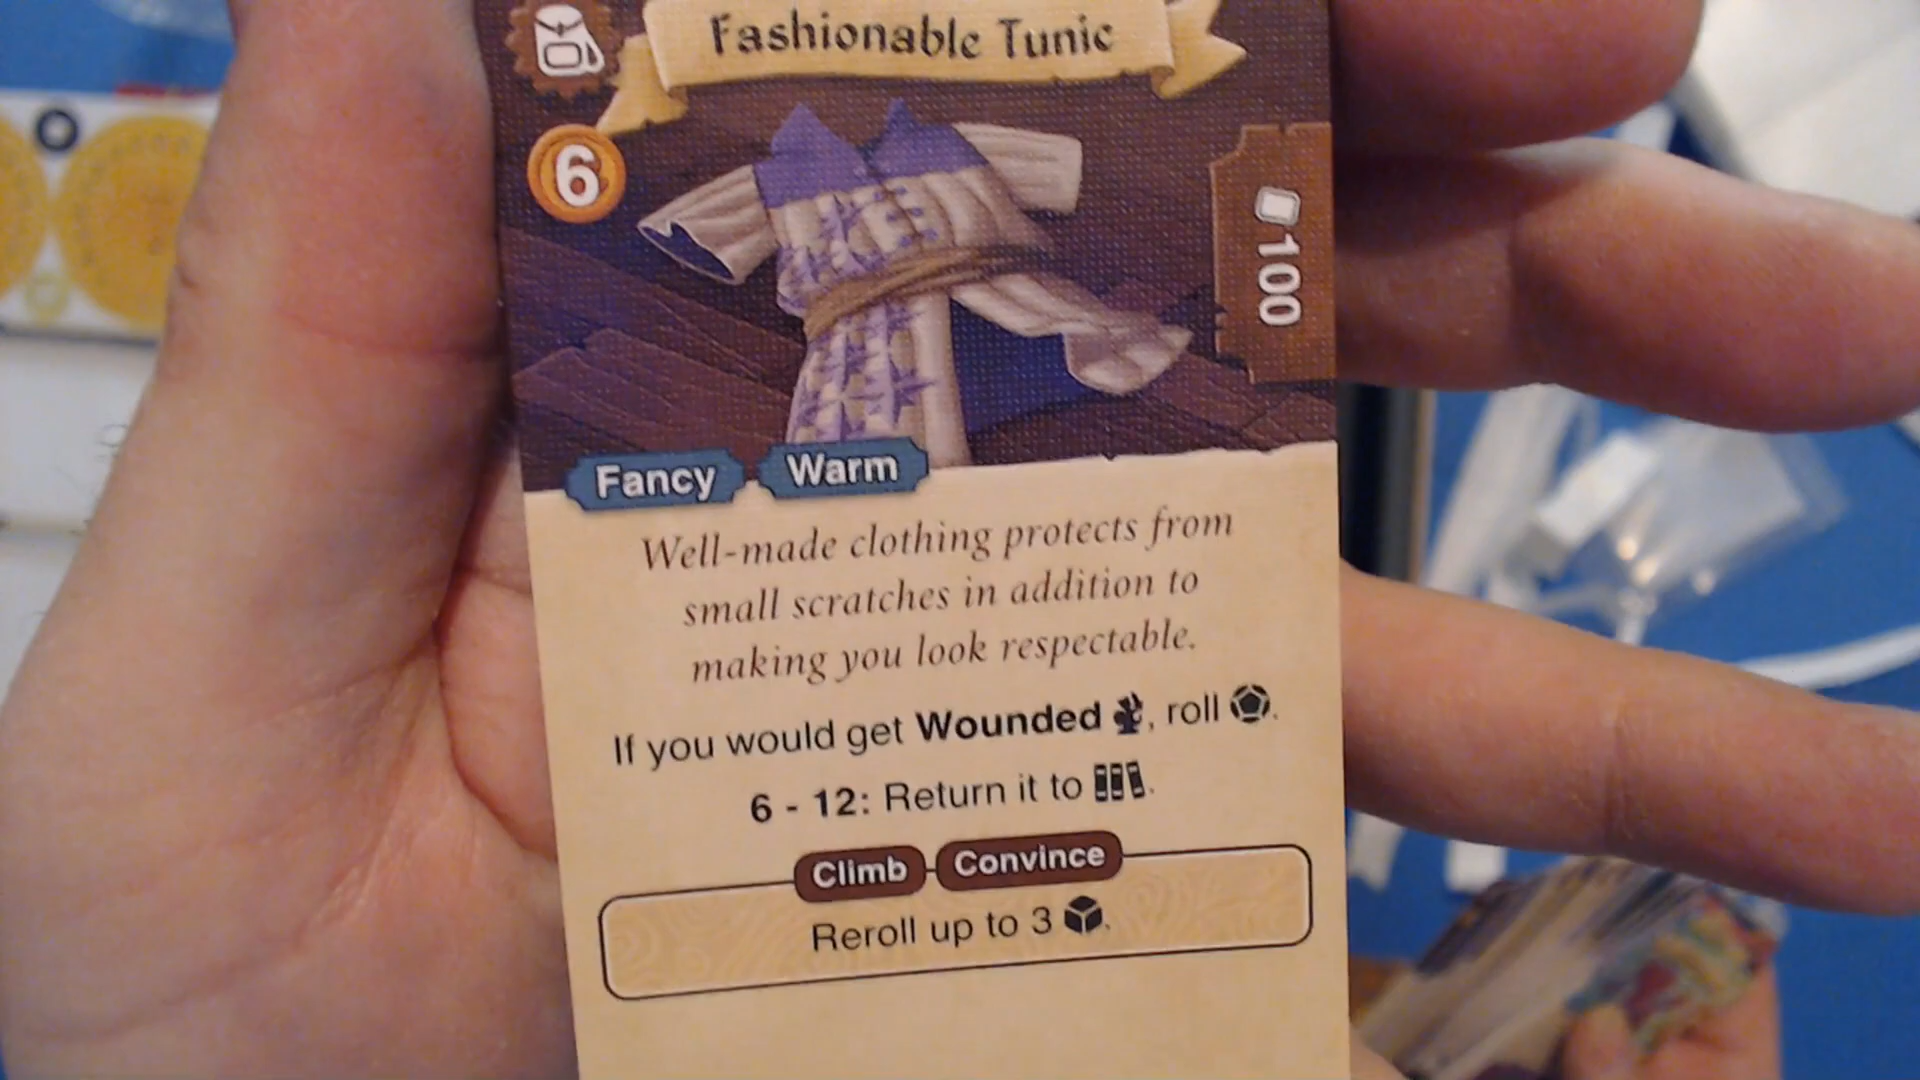 Fashionable Tunic
6
100
Fancy Warm
Well-made clothing protects from
small scratches in addition to
making you look respectable.
If you would get Wounded , roll .
6 - 12: Return it to .
Climb Convince
Reroll up to 3 .